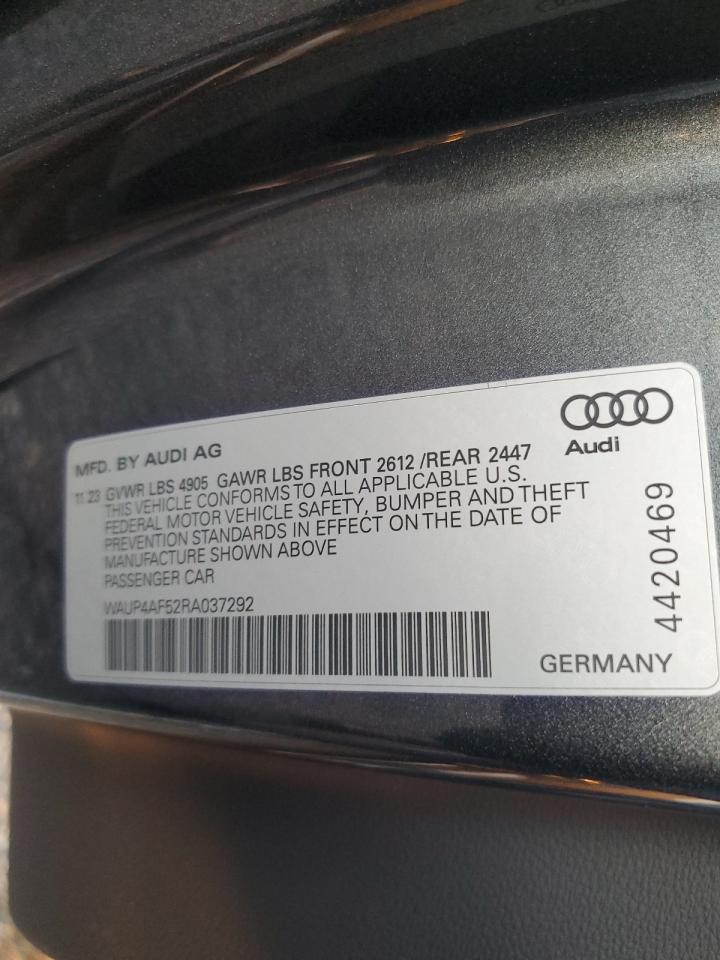 MFD. BY AUDI AG
11 23 GVWR LBS 4905 GAWR LBS FRONT 2612 /REAR 2447
THIS VEHICLE CONFORMS TO ALL APPLICABLE U.S.
FEDERAL MOTOR VEHICLE SAFETY, BUMPER AND THEFT
PREVENTION STANDARDS IN EFFECT ON THE DATE OF
MANUFACTURE SHOWN ABOVE
PASSENGER CAR
WAUP4AF52RA037292
Audi
4420469
GERMANY